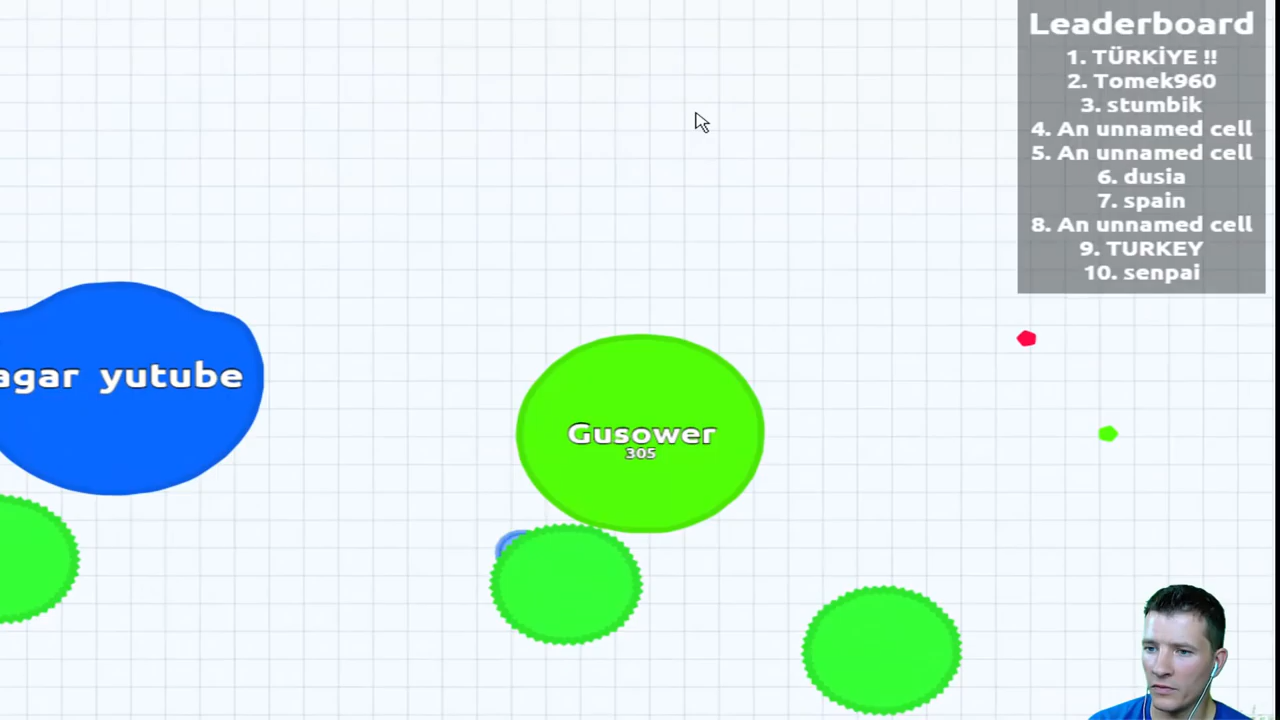 Leaderboard
1. TÜRKİYE !!
2. Tomek960
3. stumbik
4. An unnamed cell
5. An unnamed cell
6. dusia
7. spain
8. An unnamed cell
9. TURKEY
10. senpai
agar yutube
Gusower
305